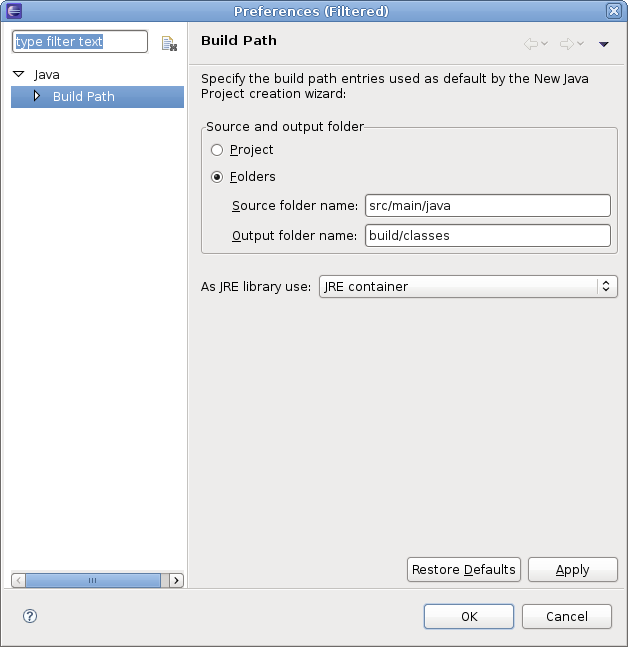 Preferences (Filtered)
type filter text
Java
Build Path
Build Path
Specify the build path entries used as default by the New Java
Project creation wizard:
Source and output folder
Project
Folders
Source folder name: src/main/java
Output folder name: build/classes
As JRE library use: JRE container
Restore Defaults Apply
? OK Cancel